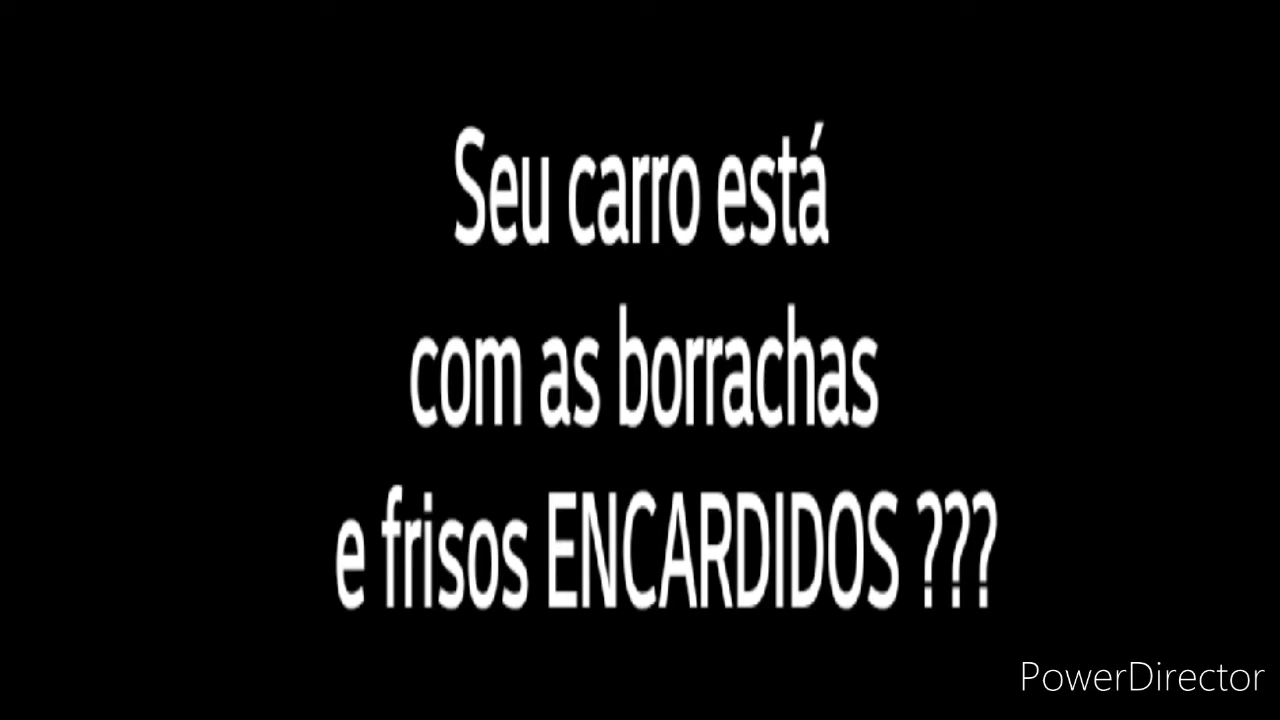 Seu carro está
com as borrachas
e frisos ENCARDIDOS ???
PowerDirector